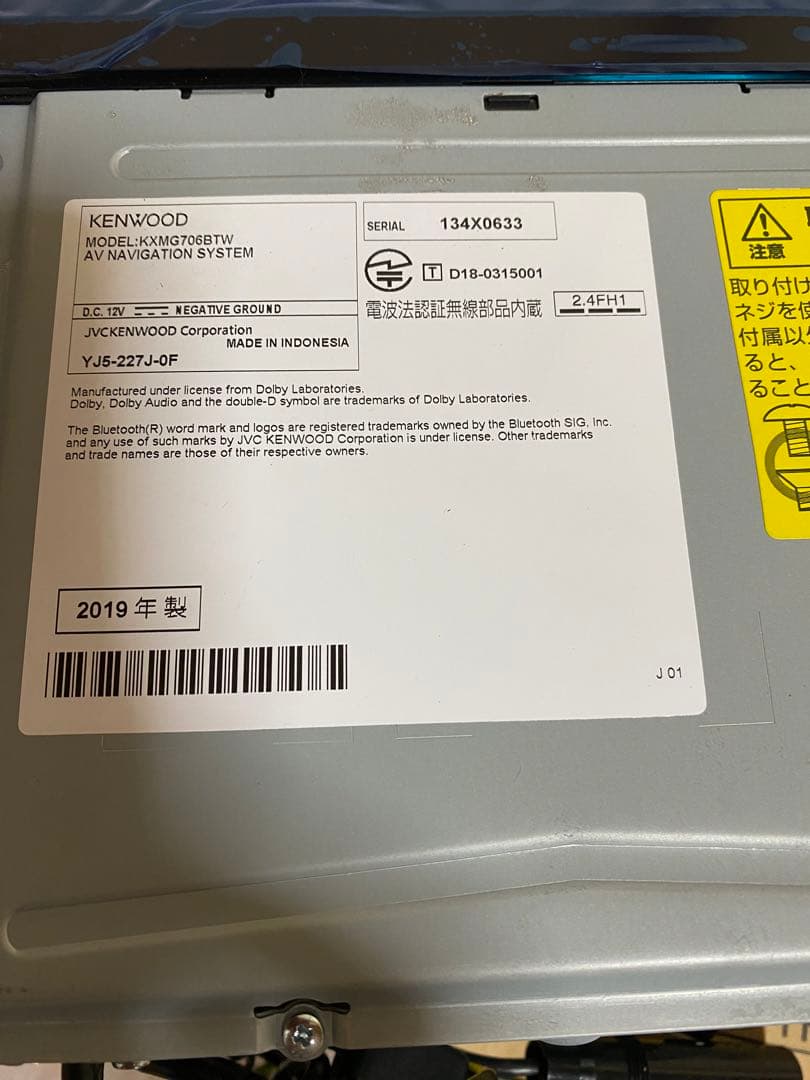 KENWOOD
MODEL:KXMG706BTW
AV NAVIGATION SYSTEM
D.C. 12V NEGATIVE GROUND
JVCKENWOOD Corporation
MADE IN INDONESIA
YJ5-227J-0F
SERIAL 134X0633
T D18-0315001
電波法認証無線部品内蔵 2.4FH1
Manufactured under license from Dolby Laboratories.
Dolby, Dolby Audio and the double-D symbol are trademarks of Dolby Laboratories.
The Bluetooth(R) word mark and logos are registered trademarks owned by the Bluetooth SIG, Inc.
and any use of such marks by JVC KENWOOD Corporation is under license. Other trademarks
and trade names are those of their respective owners.
2019 年 製
J 01
注意
取り付け
ネジを使
付属以外
ると、
ること